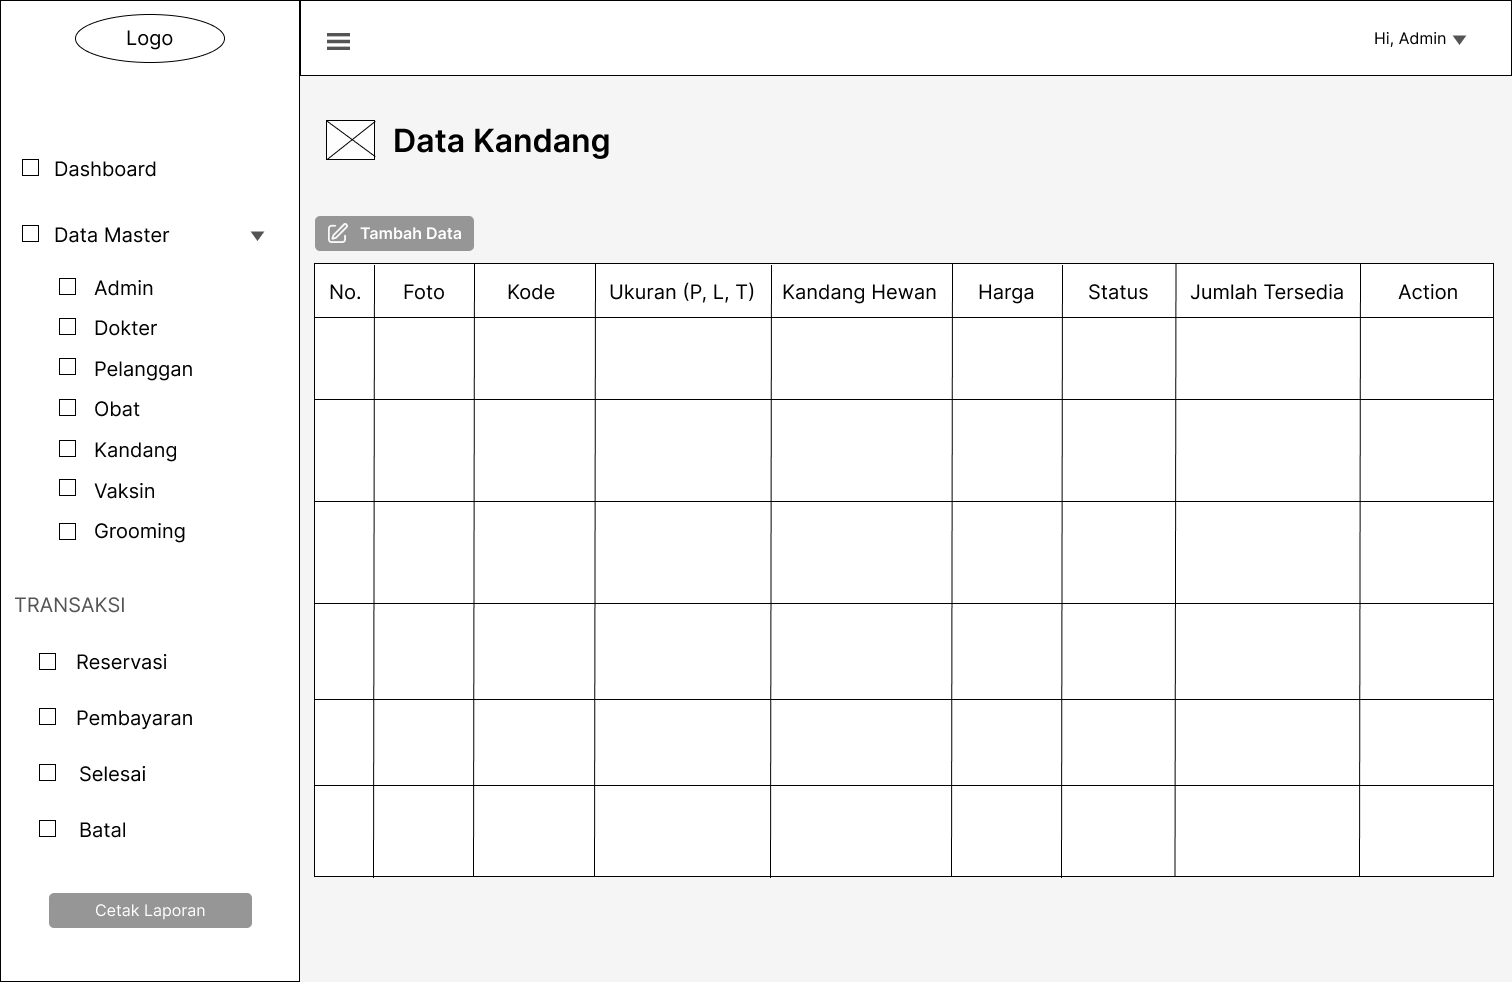 Logo
Hi, Admin
Dashboard
Data Master
Admin
Dokter
Pelanggan
Obat
Kandang
Vaksin
Grooming
TRANSAKSI
Reservasi
Pembayaran
Selesai
Batal
Cetak Laporan
Data Kandang
Tambah Data
No. Foto Kode Ukuran (P, L, T) Kandang Hewan Harga Status Jumlah Tersedia Action